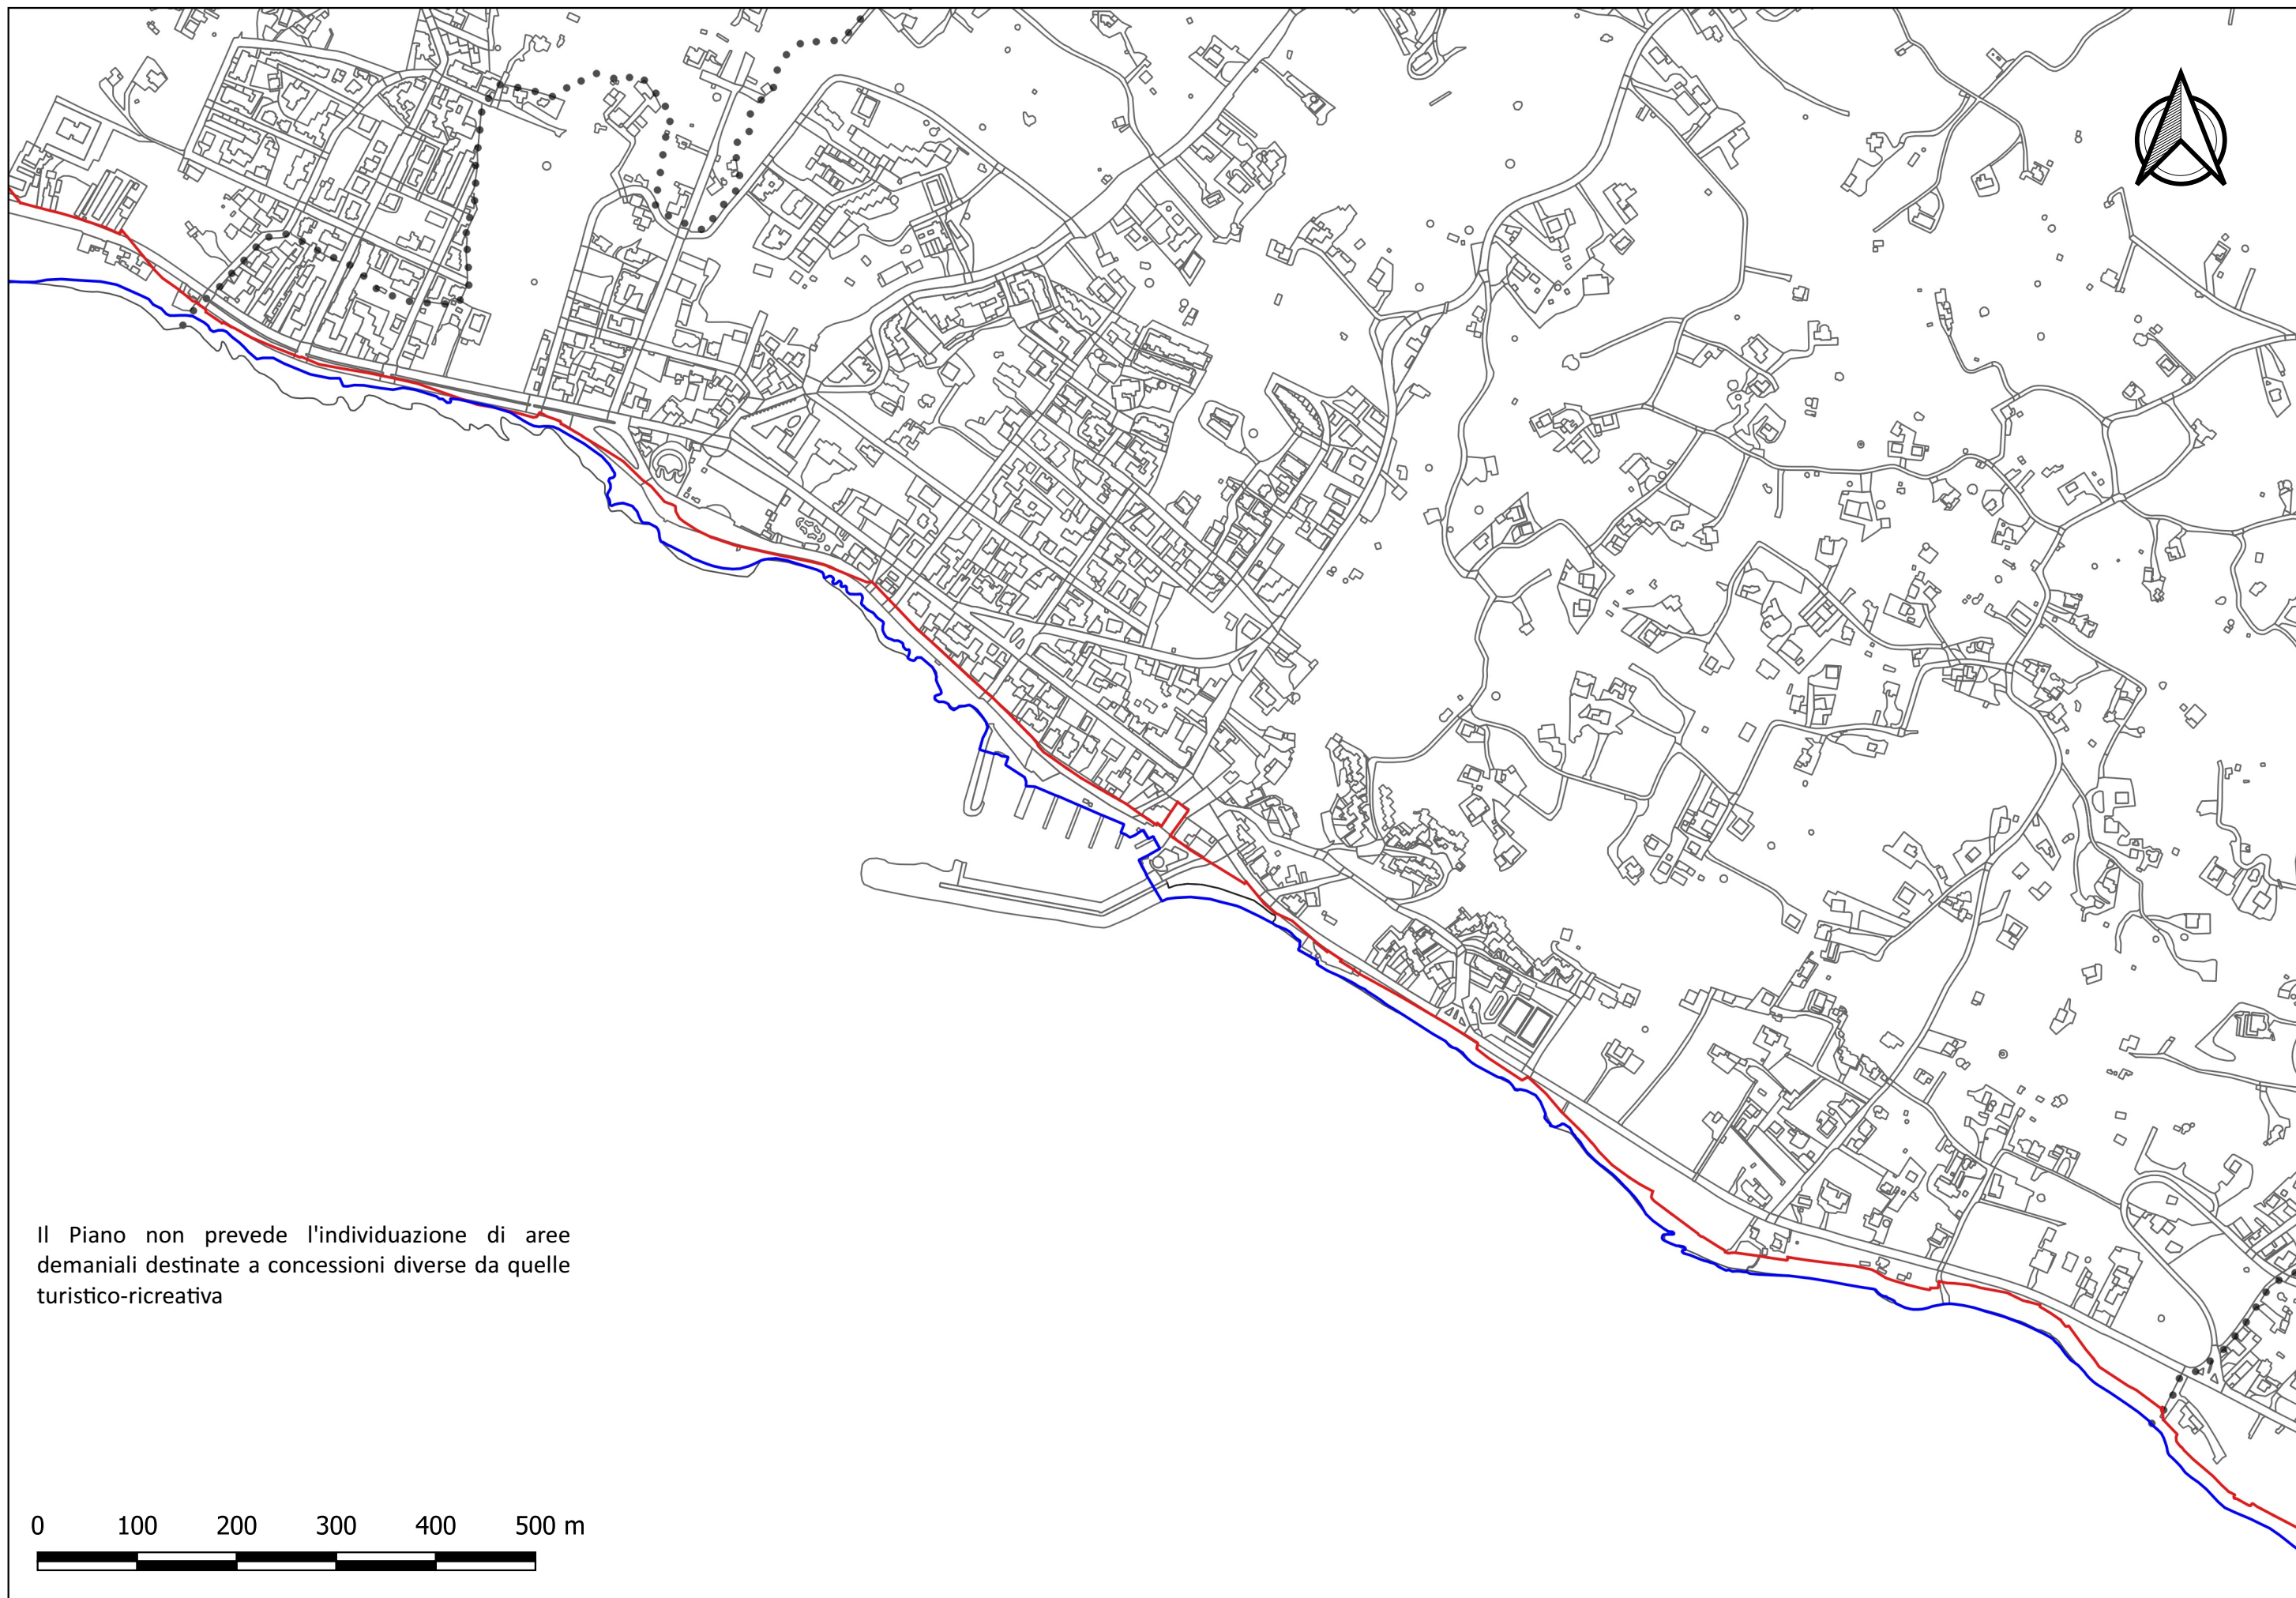 Il Piano non prevede l'individuazione di aree
demaniali destinate a concessioni diverse da quelle
turistico-ricreativa
0 100 200 300 400 500 m